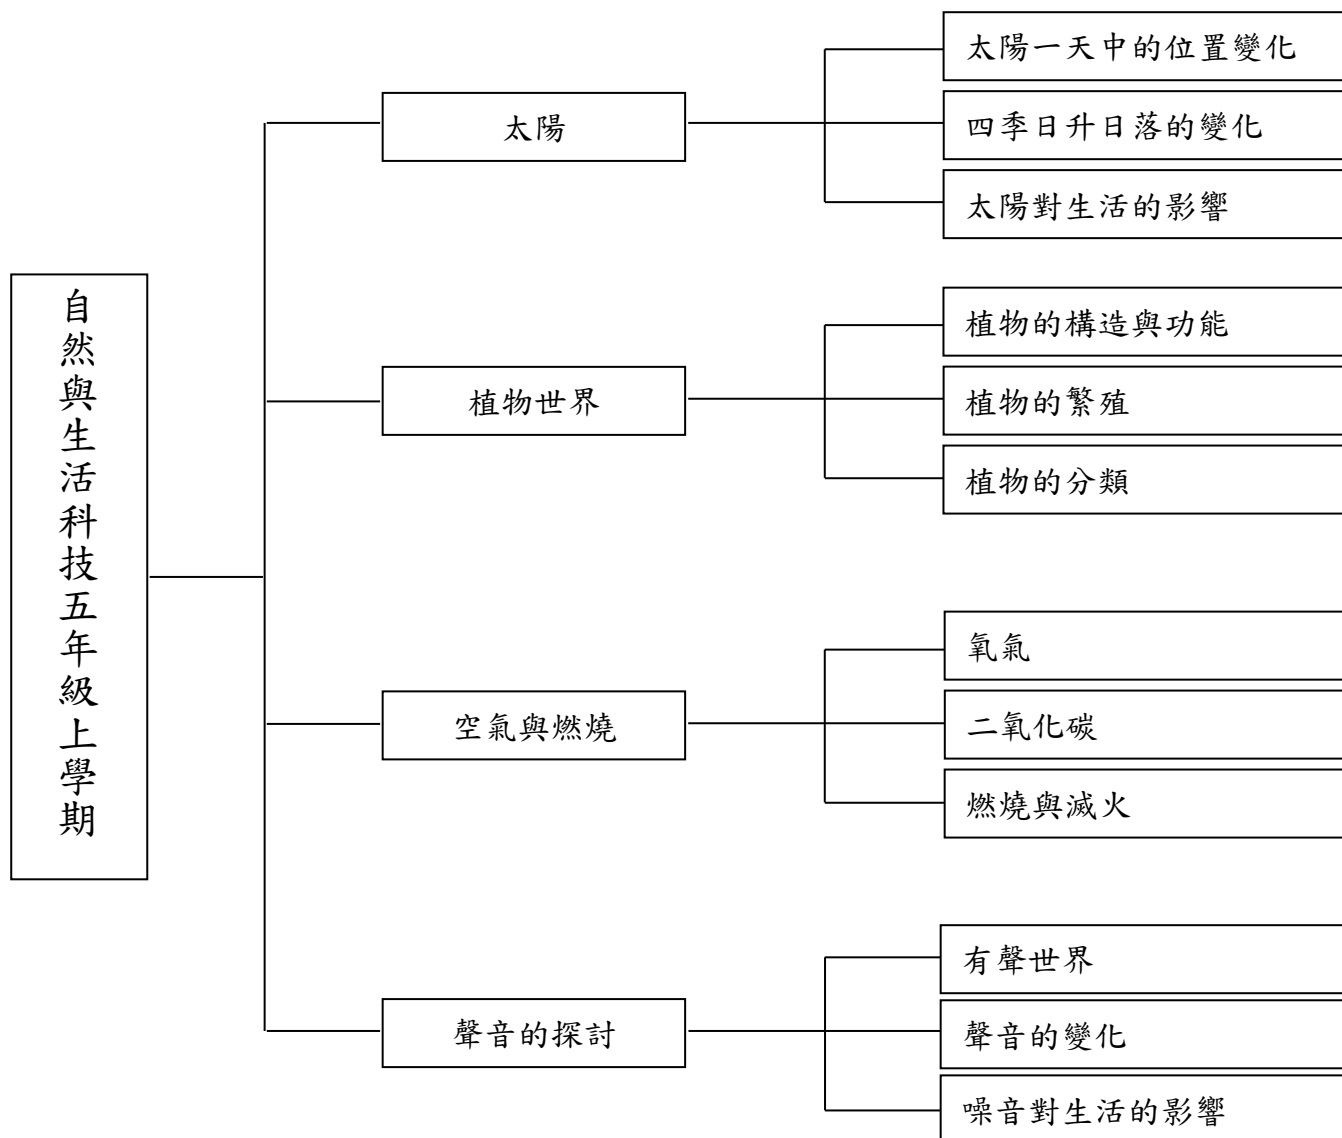 自然與生活科技五年級上學期
太陽
太陽一天中的位置變化
四季日升日落的變化
太陽對生活的影響
植物世界
植物的構造與功能
植物的繁殖
植物的分類
空氣與燃燒
氧氣
二氧化碳
燃燒與滅火
聲音的探討
有聲世界
聲音的變化
噪音對生活的影響